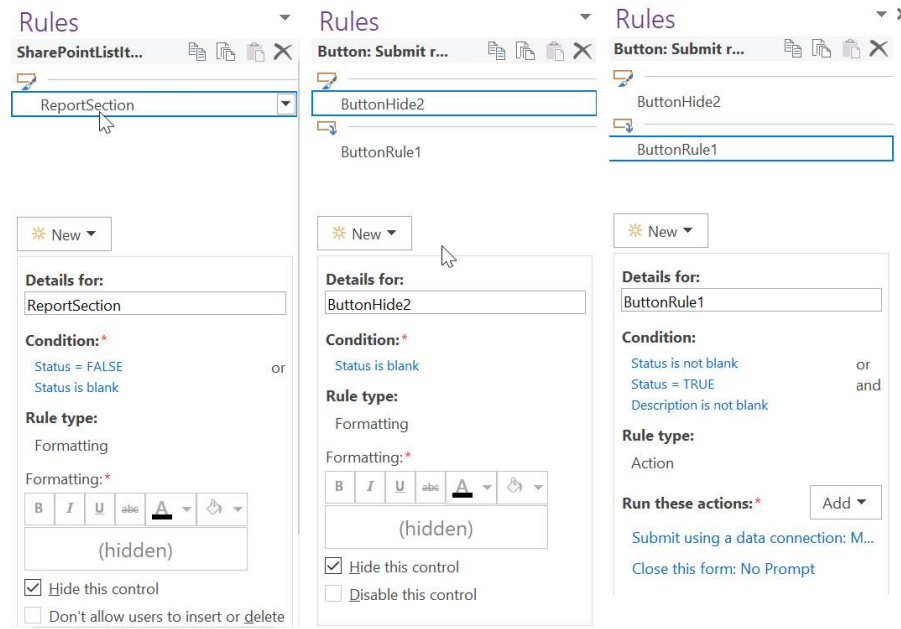 Rules
SharePointListIt...
ReportSection
New
Details for:
ReportSection
Condition:*
Status = FALSE or
Status is blank
Rule type:
Formatting
Formatting:*
B I U abc A
(hidden)
Hide this control
Don't allow users to insert or delete
Rules
Button: Submit r...
ButtonHide2
ButtonRule1
New
Details for:
ButtonHide2
Condition:*
Status is blank
Rule type:
Formatting
Formatting:*
B I U abc A
(hidden)
Hide this control
Disable this control
Rules
Button: Submit r...
ButtonHide2
ButtonRule1
New
Details for:
ButtonRule1
Condition:
Status is not blank or
Status = TRUE and
Description is not blank
Rule type:
Action
Run these actions:* Add
Submit using a data connection: M...
Close this form: No Prompt